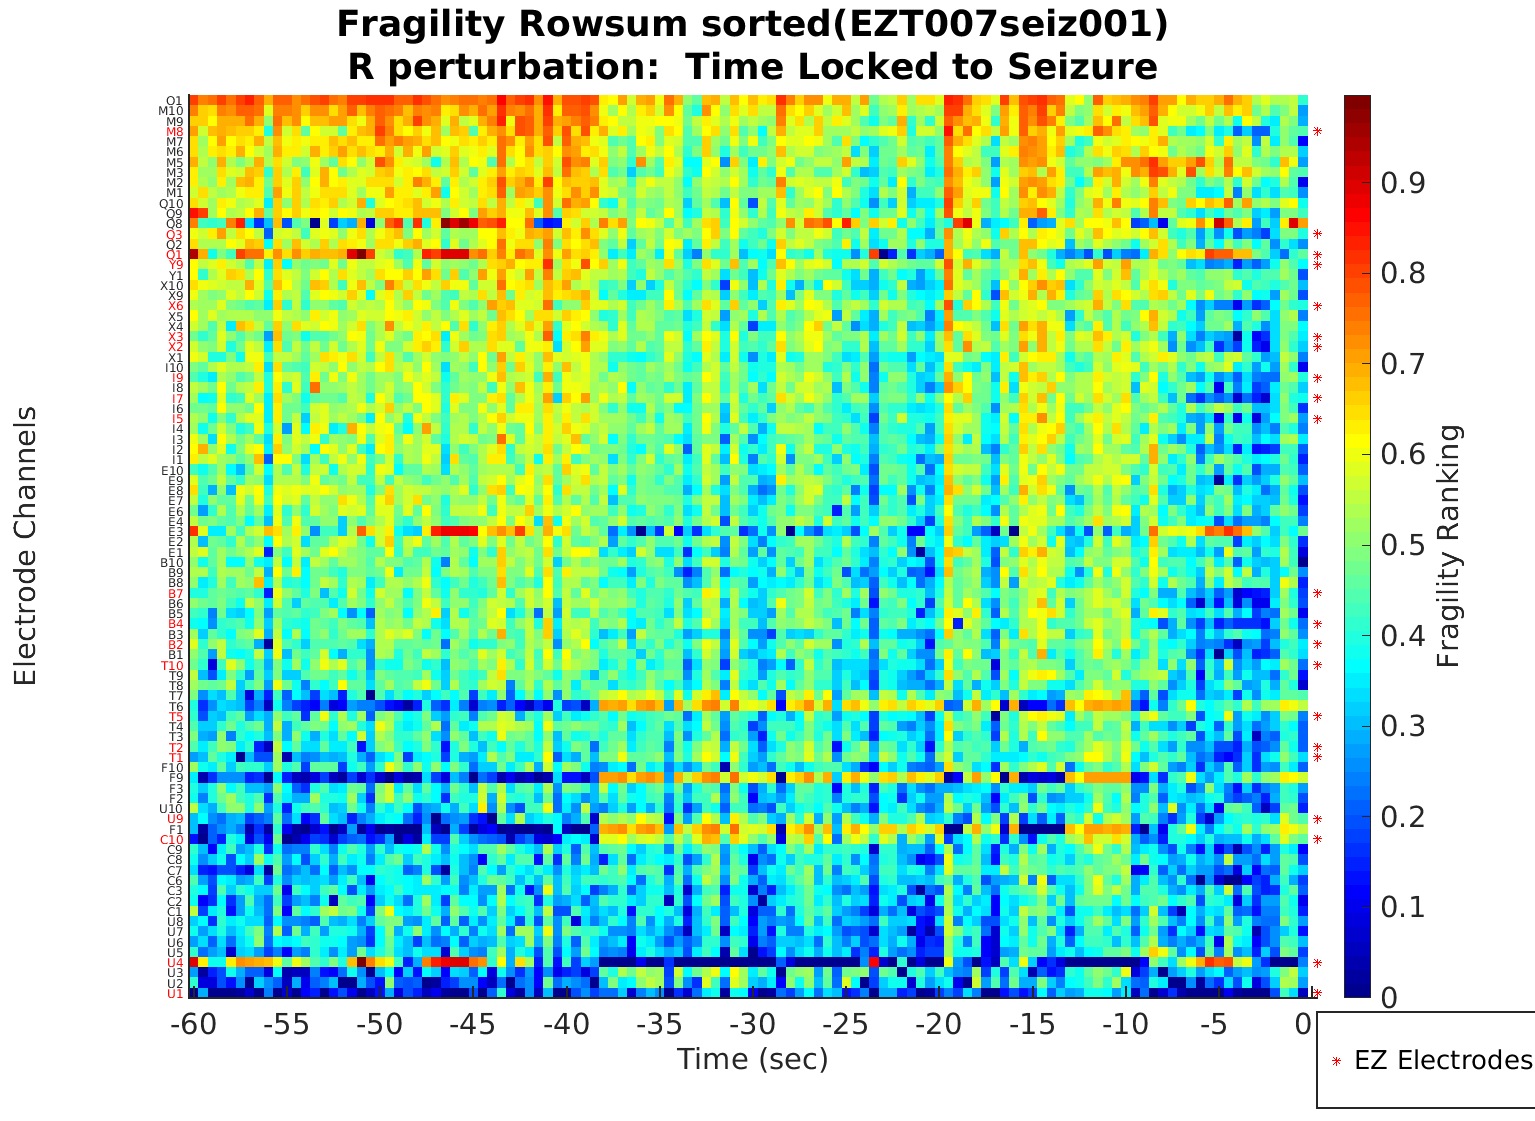 Fragility Rowsum sorted(EZT007seiz001)
R perturbation: Time Locked to Seizure
Electrode Channels
O1
M10
M9
M8
M7
M6
M5
M3
M2
M1
Q10
Q9
Q8
Q3
Q2
Q1
Y9
Y1
X10
X9
X6
X5
X4
X3
X2
X1
I10
I9
I8
I7
I6
I5
I4
I3
I2
I1
E10
E9
E8
E7
E6
E4
E3
E2
E1
B10
B9
B8
B7
B6
B5
B4
B3
B2
B1
T10
T9
T8
T7
T6
T5
T4
T3
T2
T1
F10
F9
F3
F2
U10
U9
F1
C10
C9
C8
C7
C6
C3
C2
C1
U8
U7
U6
U5
U4
U3
U2
U1
-60 -55 -50 -45 -40 -35 -30 -25 -20 -15 -10 -5 0
Time (sec)
0.9
0.8
0.7
0.6
0.5
0.4
0.3
0.2
0.1
0
Fragility Ranking
EZ Electrodes